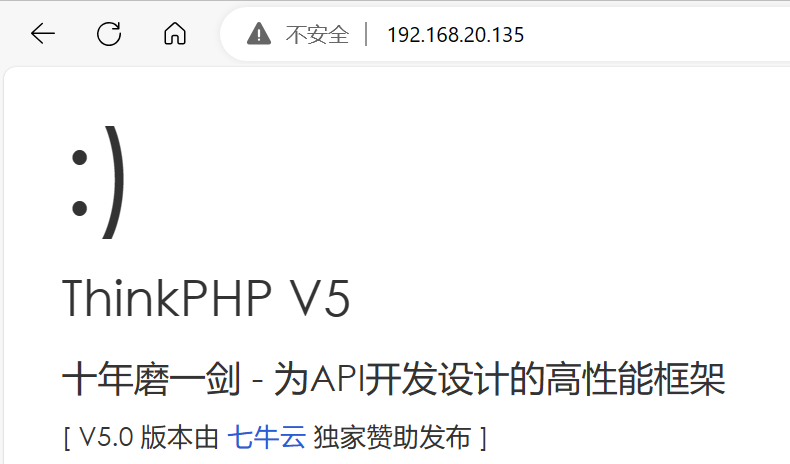 不安全 | 192.168.20.135
:)
ThinkPHP V5
十年磨一剑 - 为API开发设计的高性能框架
[ V5.0 版本由 七牛云 独家赞助发布 ]